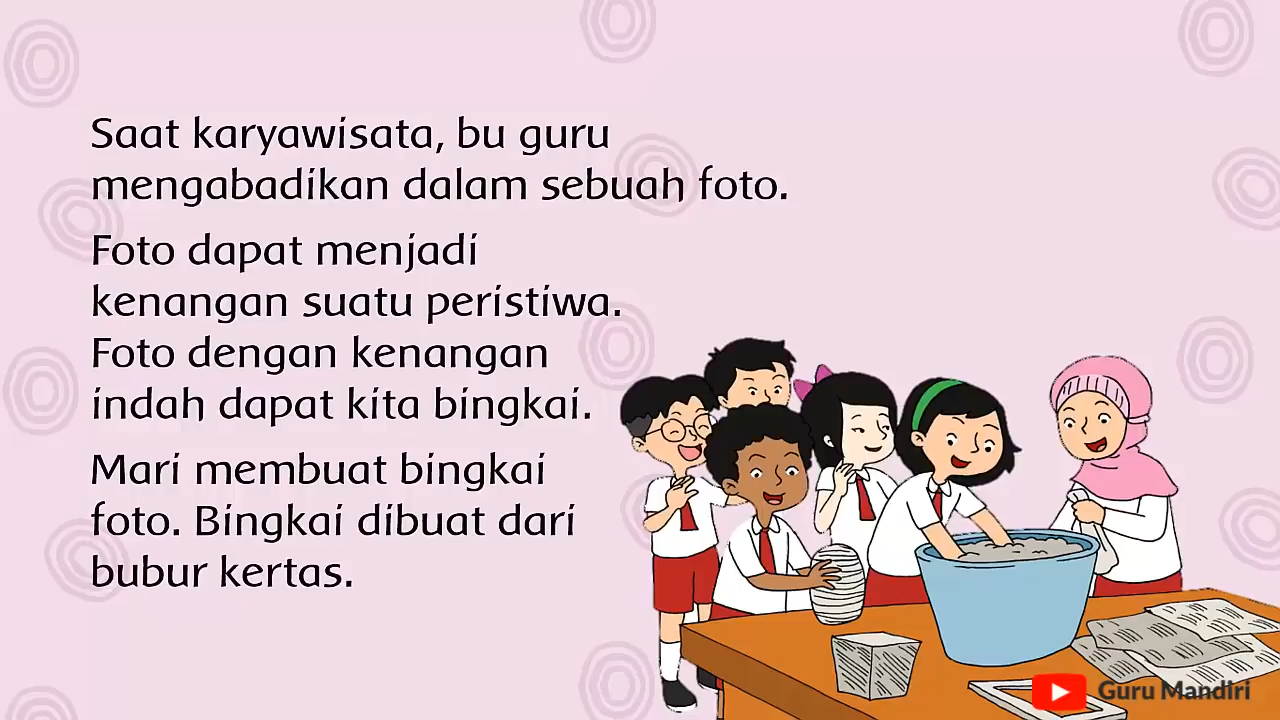 Saat karyawisata, bu guru
mengabadikan dalam sebuah foto.
Foto dapat menjadi
kenangan suatu peristiwa.
Foto dengan kenangan
indah dapat kita bingkai.
Mari membuat bingkai
foto. Bingkai dibuat dari
bubur kertas.
Guru Mandiri